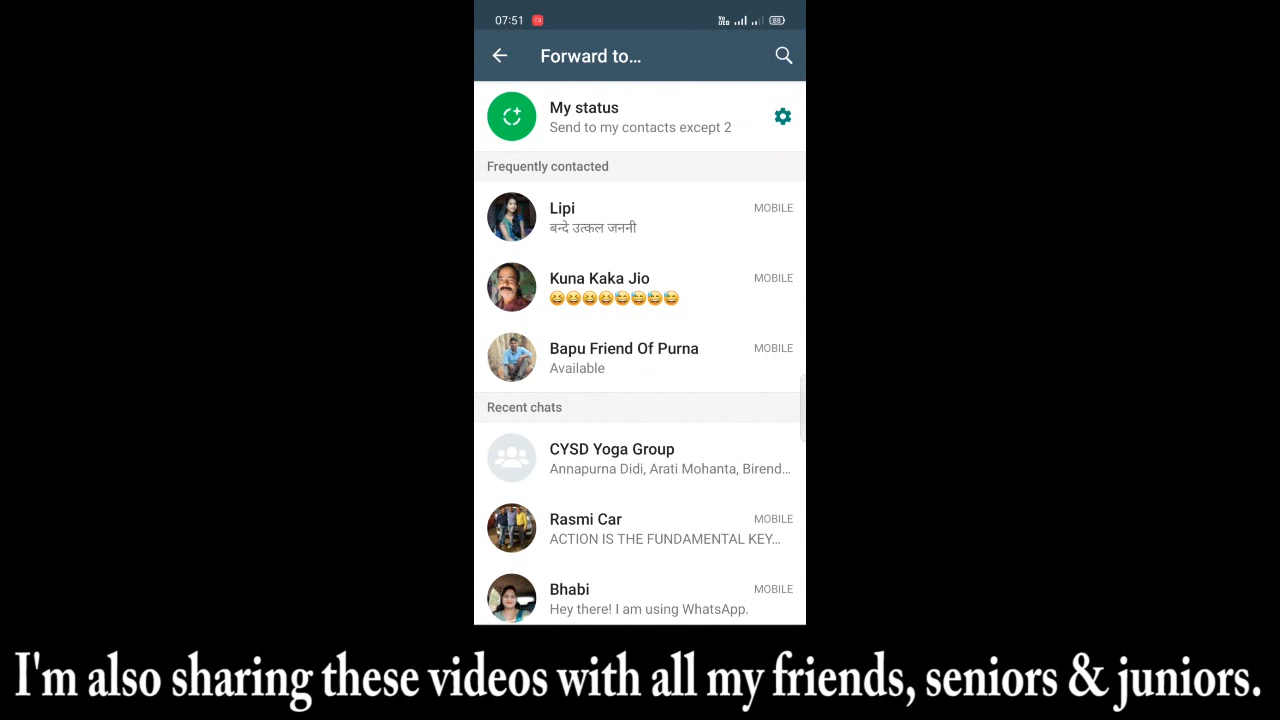 07:51
88
Forward to...
My status
Send to my contacts except 2
Frequently contacted
Lipi MOBILE
बन्दे उत्कल जननी
Kuna Kaka Jio MOBILE
😆😆😆😆😅😅😅😅
Bapu Friend Of Purna MOBILE
Available
Recent chats
CYSD Yoga Group
Annapurna Didi, Arati Mohanta, Birend...
Rasmi Car MOBILE
ACTION IS THE FUNDAMENTAL KEY...
Bhabi MOBILE
Hey there! I am using WhatsApp.
I'm also sharing these videos with all my friends, seniors & juniors.